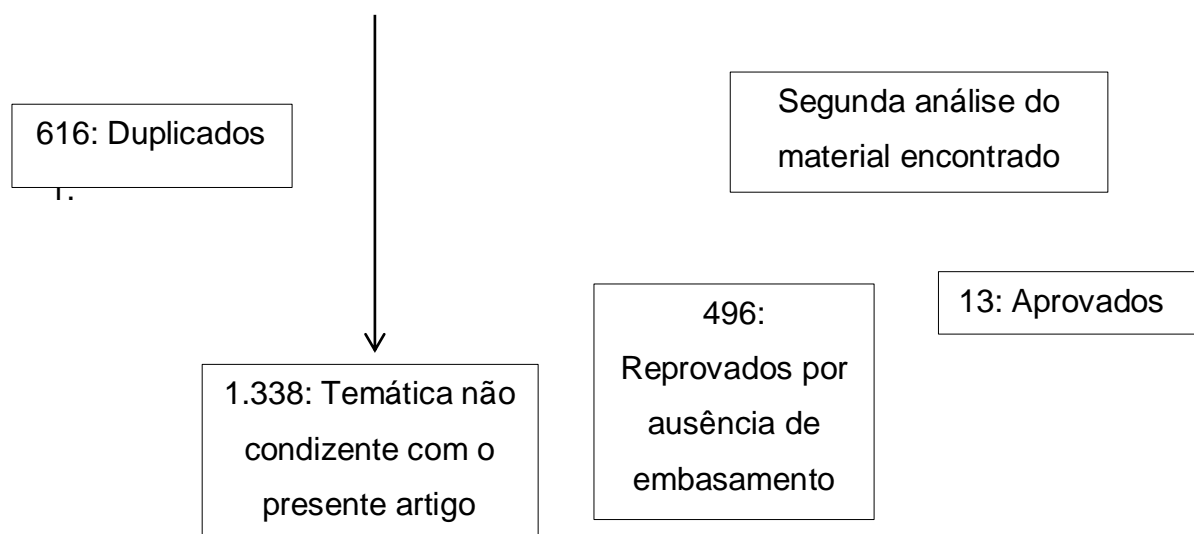 616: Duplicados
Segunda análise do
material encontrado
13: Aprovados
496:
Reprovados por
ausência de
embasamento
1.338: Temática não
condizente com o
presente artigo